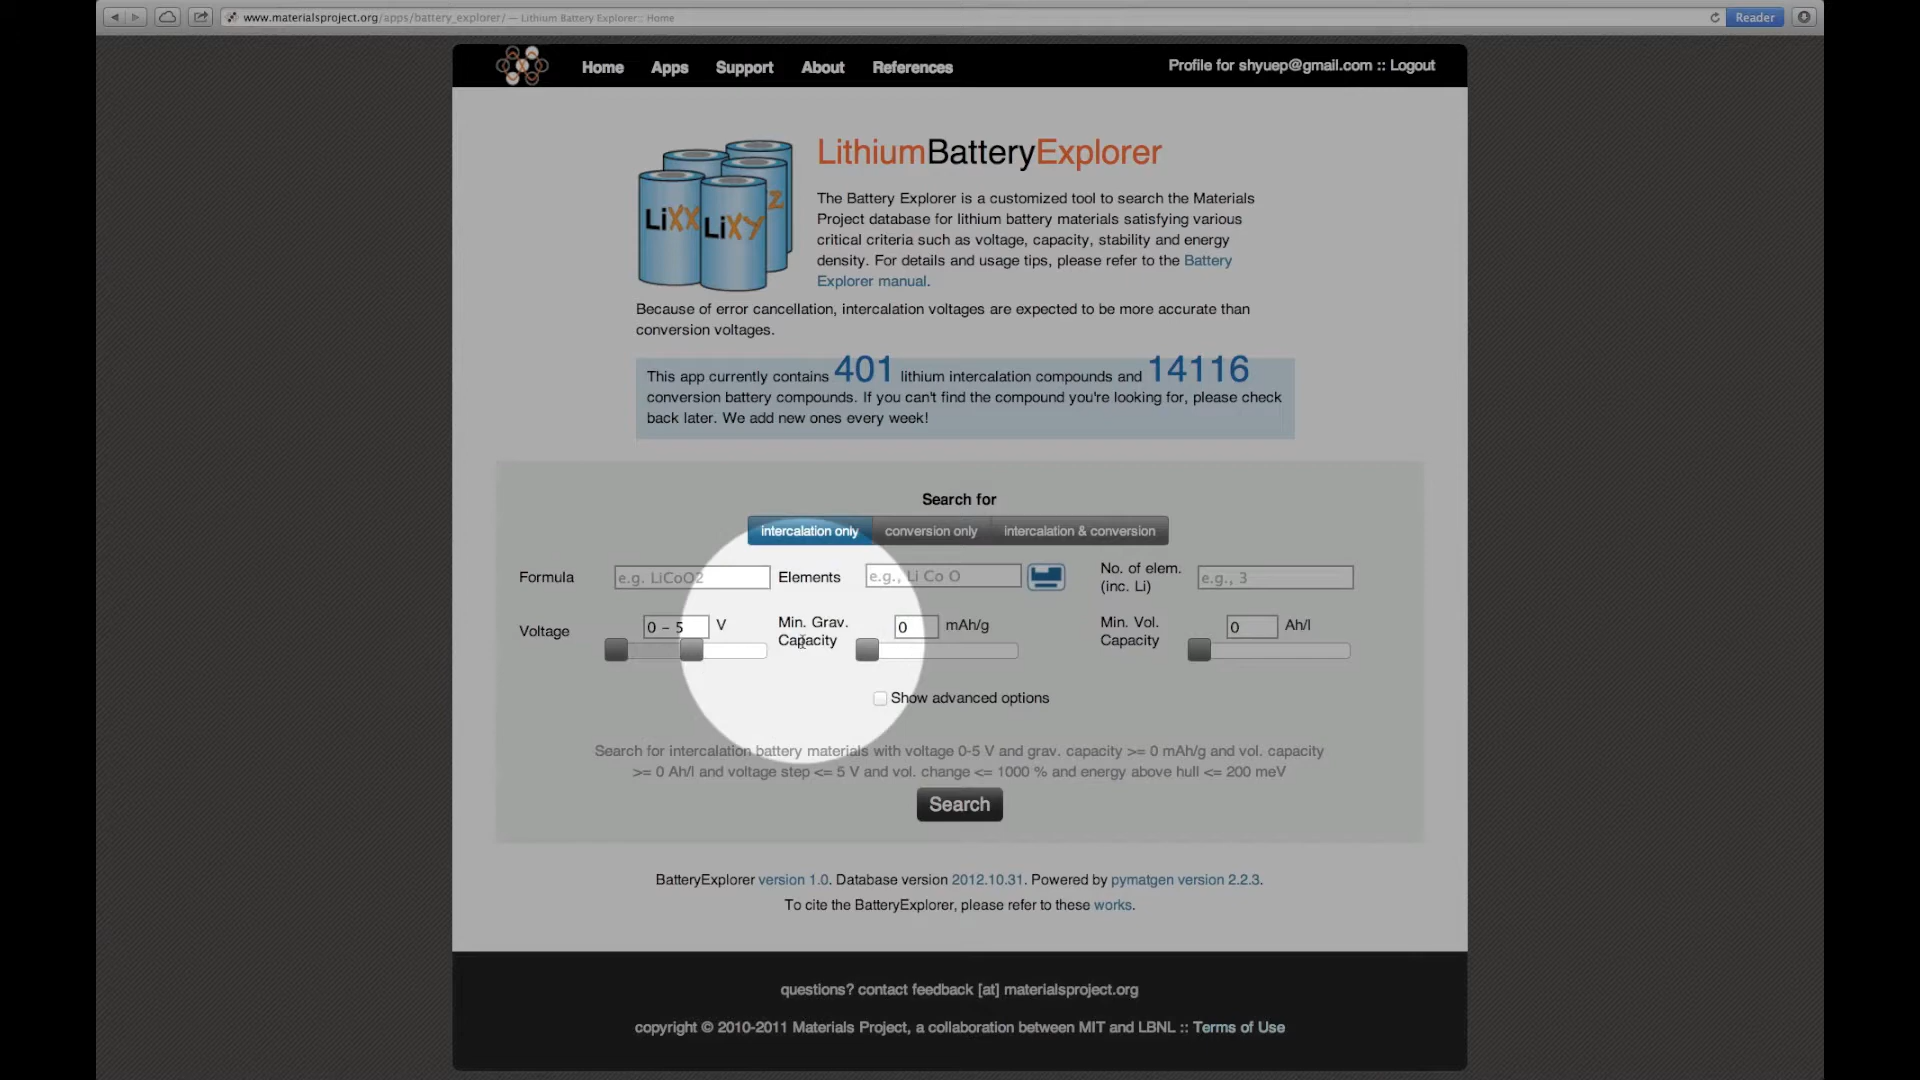 www.materialsproject.org/apps/battery_explorer/ — Lithium Battery Explorer:: Home
Reader
Home Apps Support About References
Profile for shyuep@gmail.com :: Logout
LiXX LiXY Z
LithiumBatteryExplorer
The Battery Explorer is a customized tool to search the Materials
Project database for lithium battery materials satisfying various
critical criteria such as voltage, capacity, stability and energy
density. For details and usage tips, please refer to the Battery
Explorer manual.
Because of error cancellation, intercalation voltages are expected to be more accurate than
conversion voltages.
This app currently contains 401 lithium intercalation compounds and 14116
conversion battery compounds. If you can't find the compound you're looking for, please check
back later. We add new ones every week!
Search for
intercalation only conversion only intercalation & conversion
Formula e.g. LiCoO2 Elements e.g., Li Co O No. of elem. (inc. Li) e.g., 3
Voltage 0 – 5 V Min. Grav. Capacity 0 mAh/g Min. Vol. Capacity 0 Ah/l
Show advanced options
Search for intercalation battery materials with voltage 0-5 V and grav. capacity >= 0 mAh/g and vol. capacity
>= 0 Ah/l and voltage step <= 5 V and vol. change <= 1000 % and energy above hull <= 200 meV
Search
BatteryExplorer version 1.0. Database version 2012.10.31. Powered by pymatgen version 2.2.3.
To cite the BatteryExplorer, please refer to these works.
questions? contact feedback [at] materialsproject.org
copyright © 2010-2011 Materials Project, a collaboration between MIT and LBNL :: Terms of Use